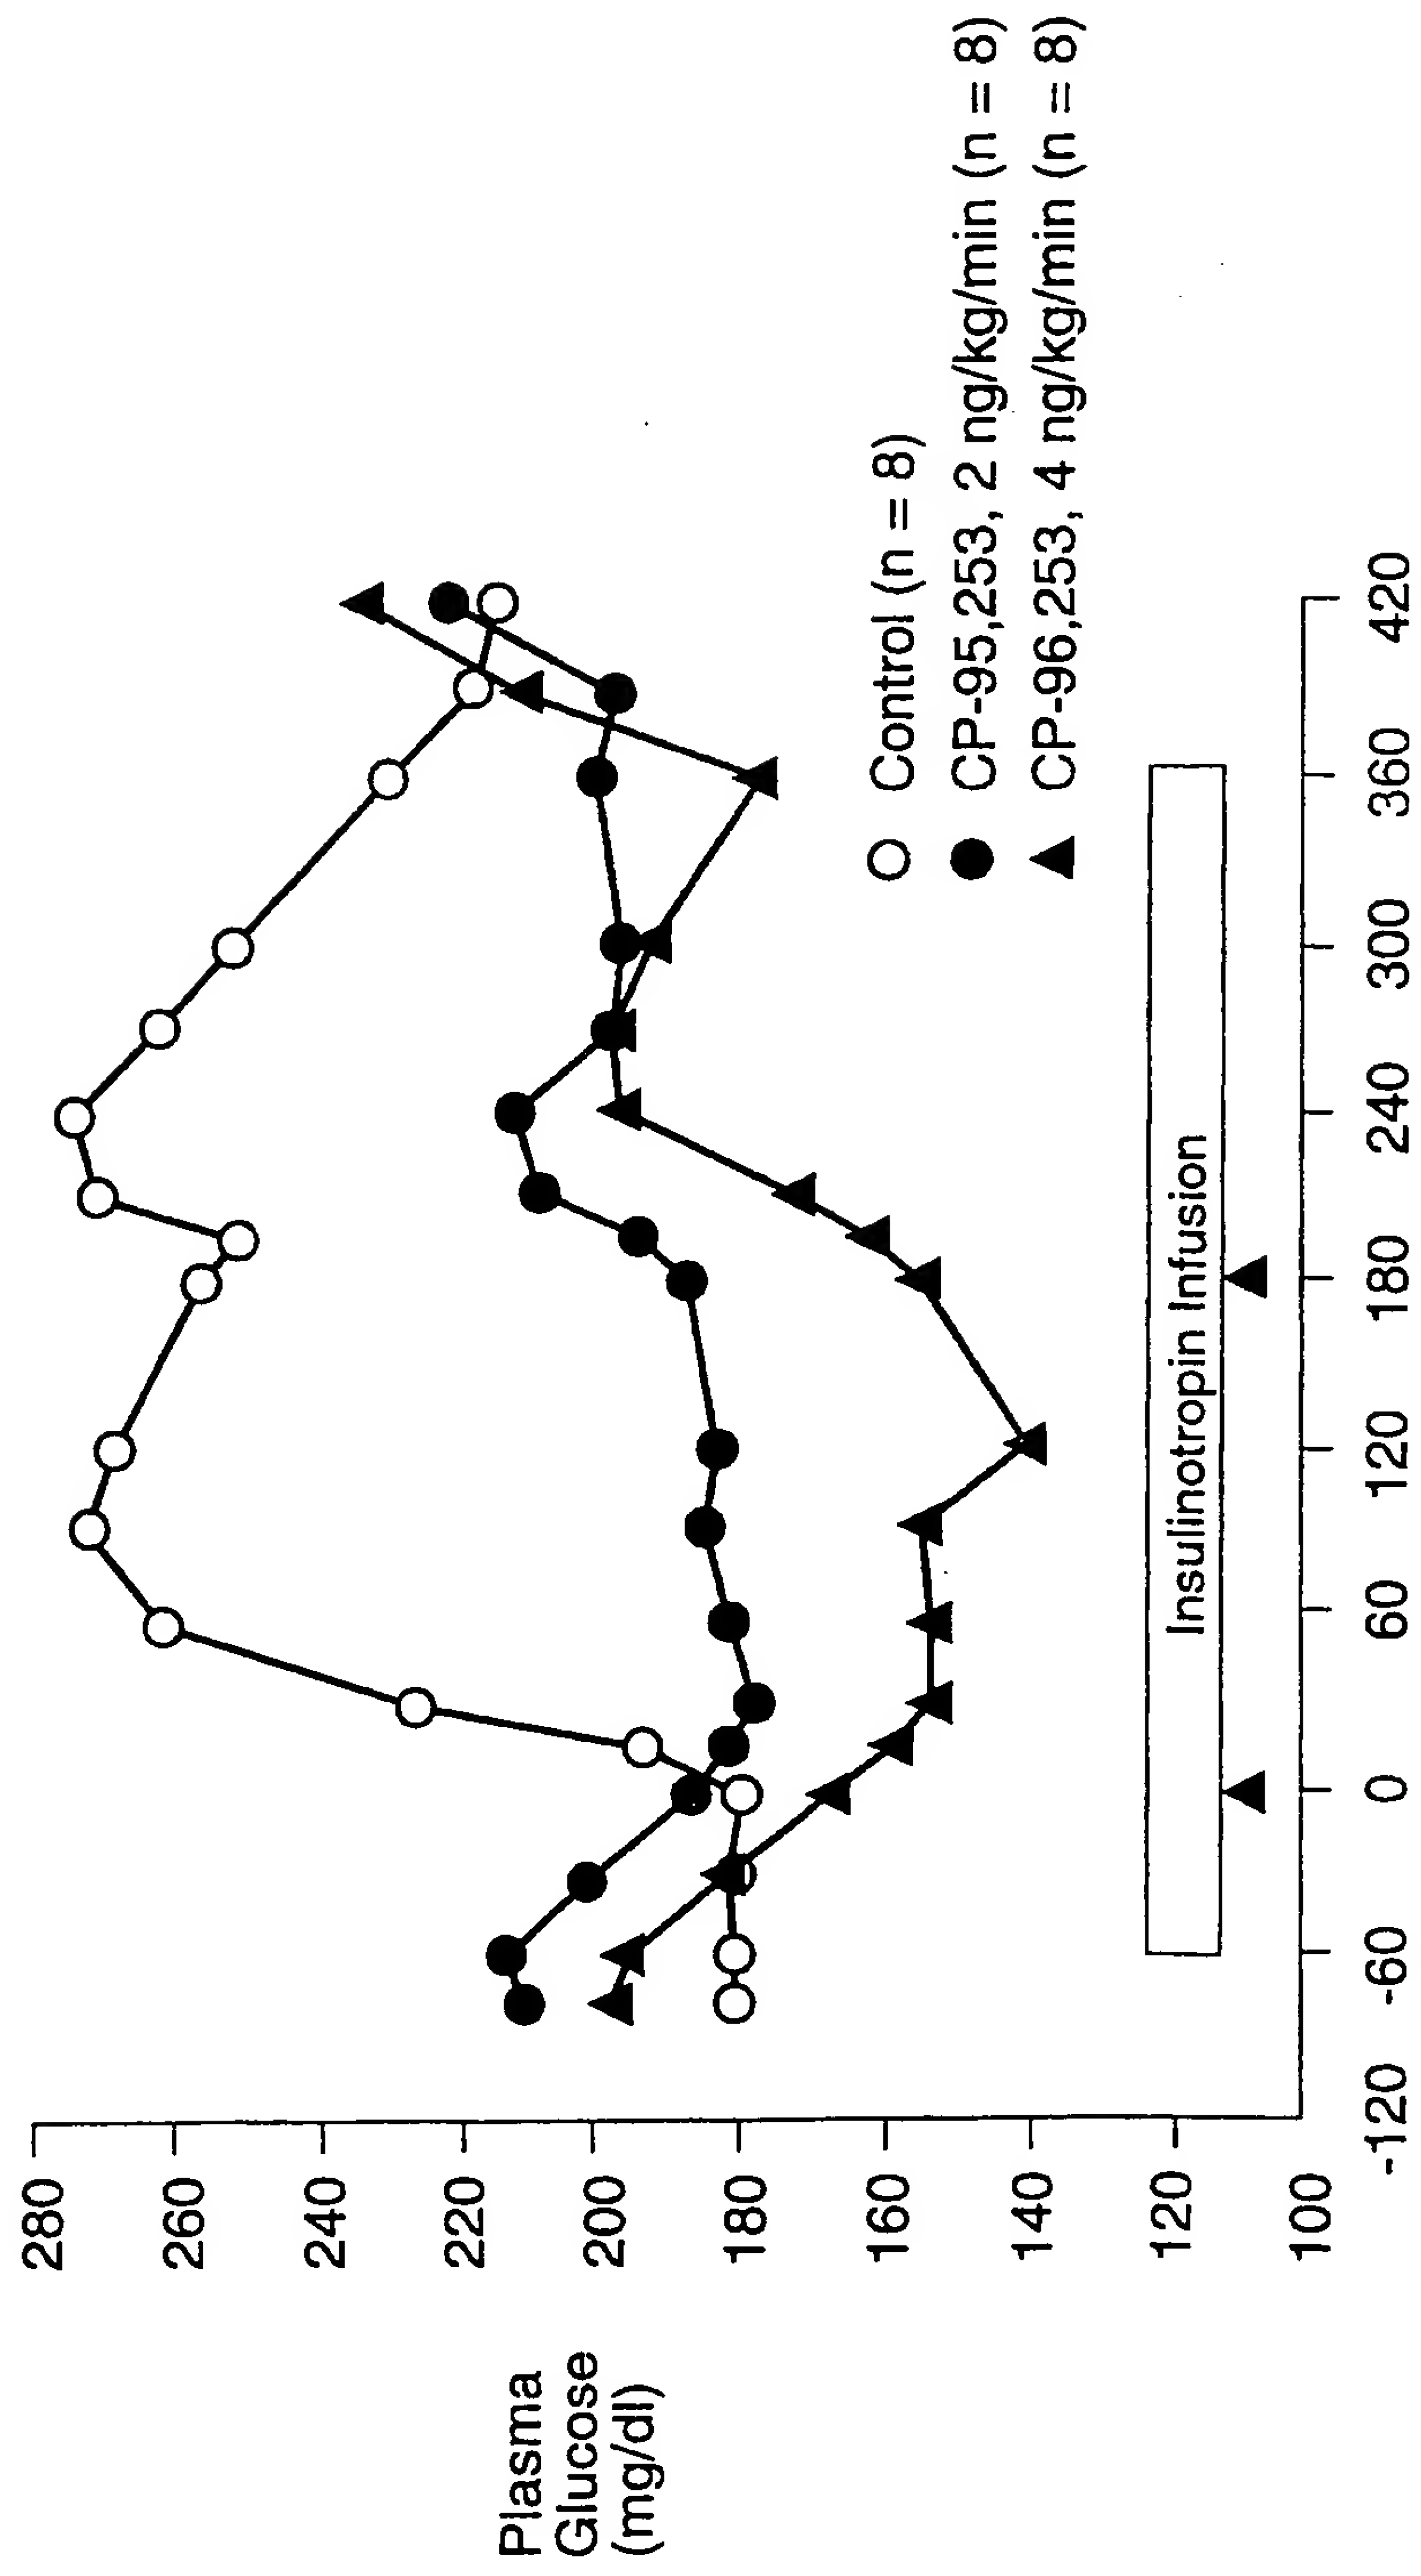 Plasma
Glucose
(mg/dl)
280
260
240
220
200
180
160
140
120
100
Control (n = 8)
CP-95,253, 2 ng/kg/min (n = 8)
CP-96,253, 4 ng/kg/min (n = 8)
Insulinotropin Infusion
-120 -60 0 60 120 180 240 300 360 420